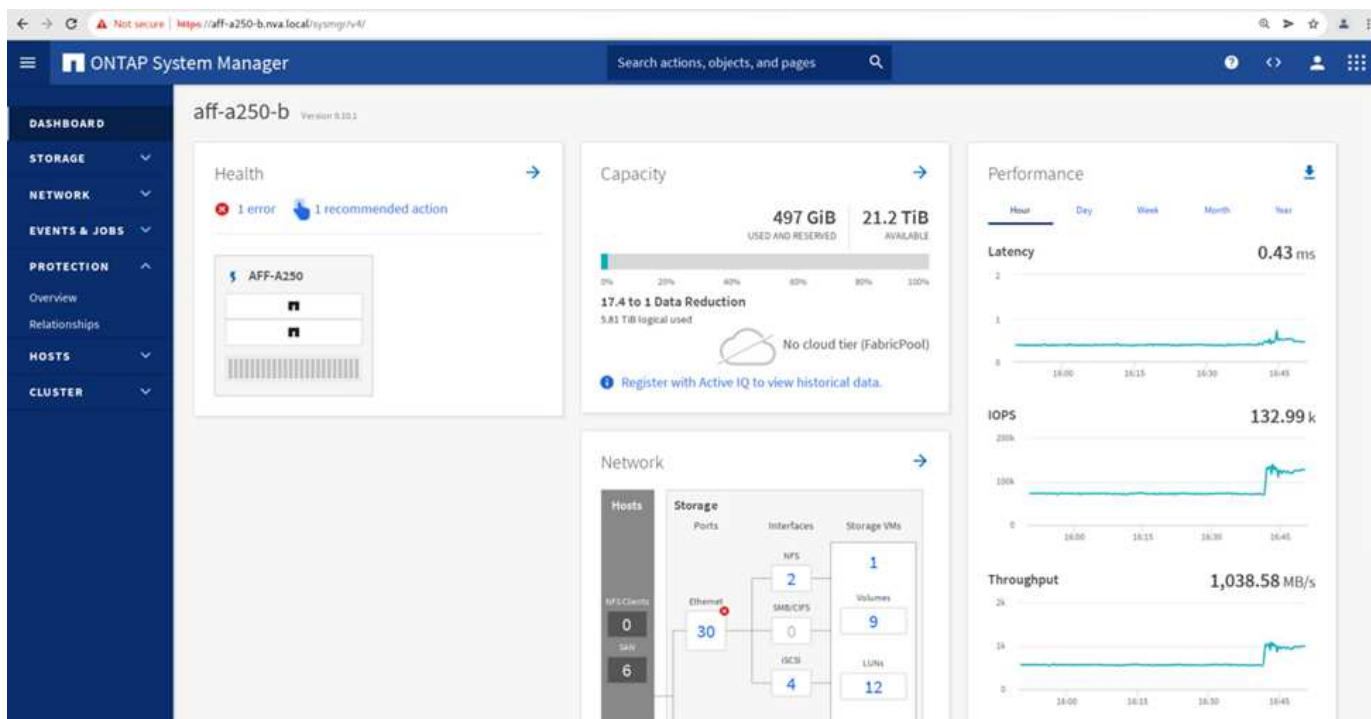 Not secure | https://aff-a250-b.nva.local/sysmgr/v4/
ONTAP System Manager
Search actions, objects, and pages
DASHBOARD
STORAGE
NETWORK
EVENTS & JOBS
PROTECTION
Overview
Relationships
HOSTS
CLUSTER
aff-a250-b Version 9.10.1
Health
1 error 1 recommended action
AFF-A250
Capacity
497 GiB 21.2 TiB
USED AND RESERVED AVAILABLE
0% 20% 40% 60% 80% 100%
17.4 to 1 Data Reduction
5.81 TiB logical used
No cloud tier (FabricPool)
Register with Active IQ to view historical data.
Network
Hosts Storage
Ports Interfaces Storage VMs
NFS
1
2
NFS Clients Ethernet SMB/CIFS Volumes
0 30 0 9
SAN iSCSI LUNs
6 4 12
Performance
Hour Day Week Month Year
Latency 0.43 ms
2
1
0
16:00 16:15 16:30 16:45
IOPS 132.99 k
200k
100k
0
16:00 16:15 16:30 16:45
Throughput 1,038.58 MB/s
2k
1k
0
16:00 16:15 16:30 16:45